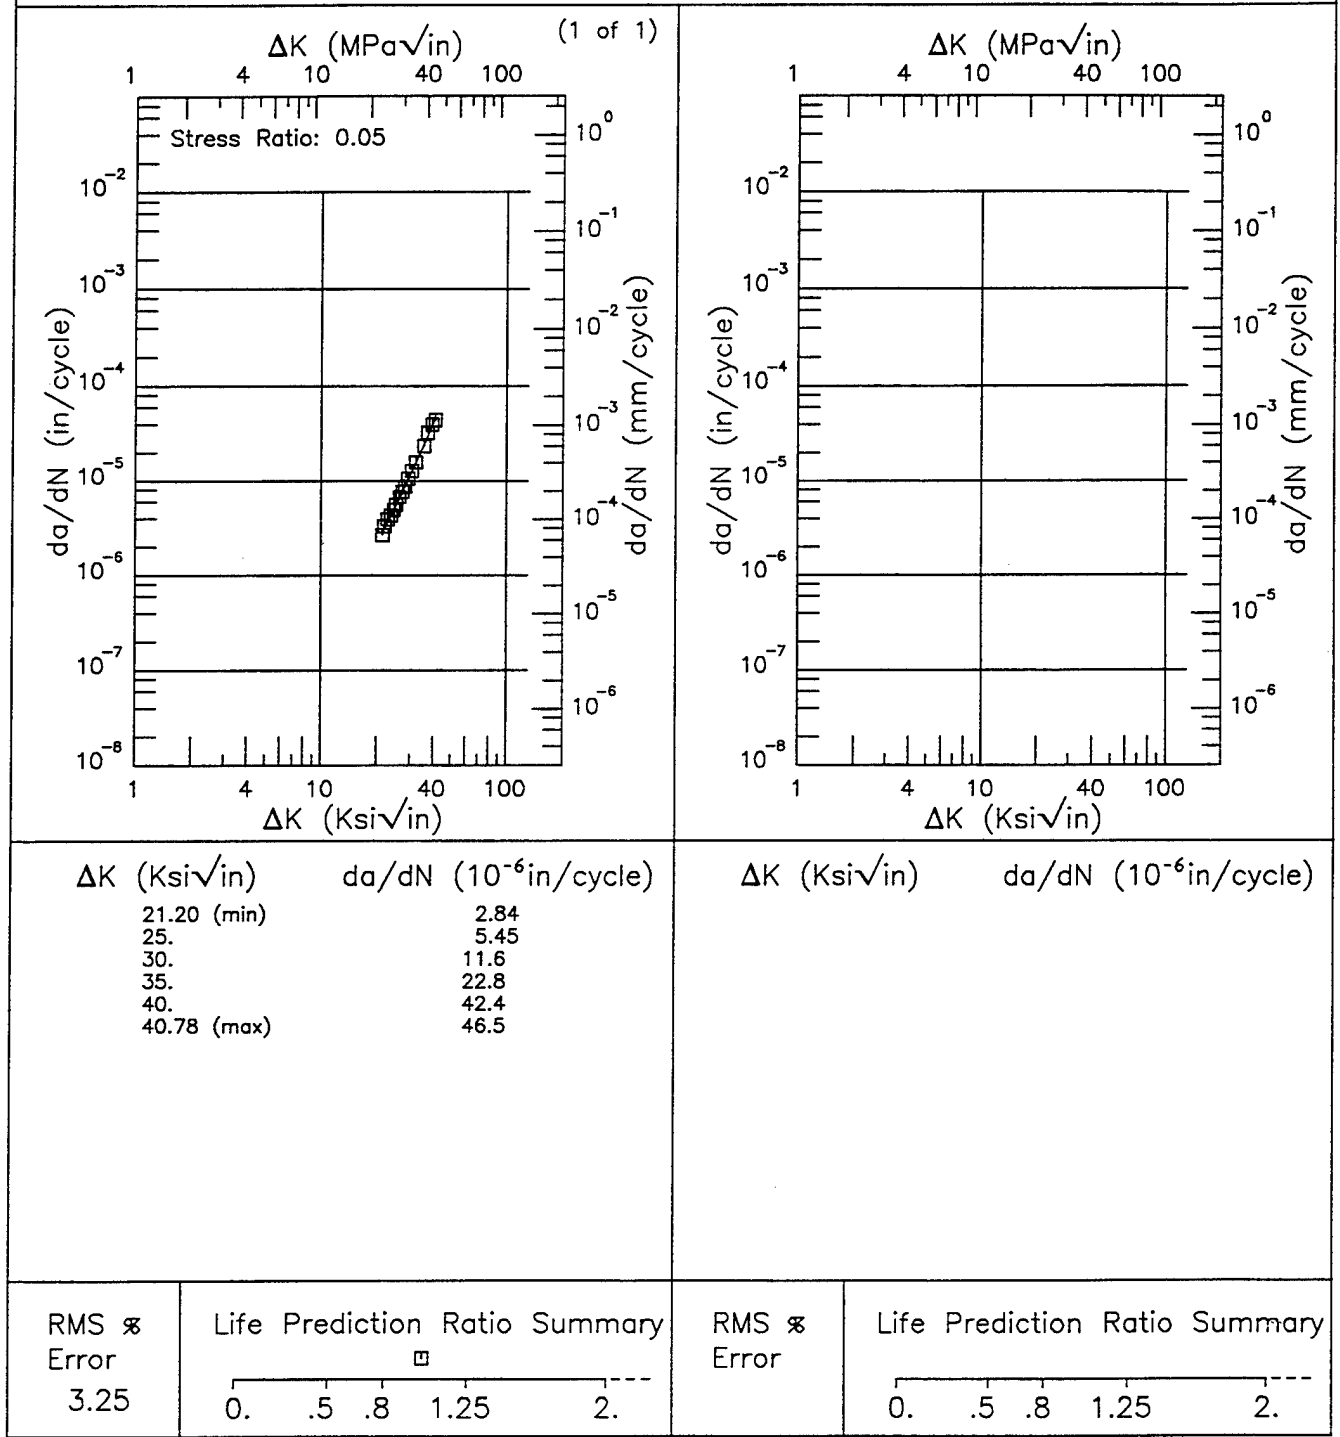 (1 of 1)
ΔK (MPa√in)
1 4 10 40 100
Stress Ratio: 0.05
10⁰
10⁻²
10⁻¹
10⁻³
10⁻²
10⁻⁴
10⁻³
10⁻⁵
10⁻⁴
10⁻⁶
10⁻⁵
10⁻⁷
10⁻⁶
10⁻⁸
da/dN (in/cycle)
da/dN (mm/cycle)
1 4 10 40 100
ΔK (Ksi√in)
ΔK (MPa√in)
1 4 10 40 100
10⁰
10⁻²
10⁻¹
10⁻³
10⁻²
10⁻⁴
10⁻³
10⁻⁵
10⁻⁴
10⁻⁶
10⁻⁵
10⁻⁷
10⁻⁶
10⁻⁸
da/dN (in/cycle)
da/dN (mm/cycle)
1 4 10 40 100
ΔK (Ksi√in)
ΔK (Ksi√in) da/dN (10⁻⁶in/cycle)
21.20 (min) 2.84
25. 5.45
30. 11.6
35. 22.8
40. 42.4
40.78 (max) 46.5
ΔK (Ksi√in) da/dN (10⁻⁶in/cycle)
RMS %
Error
3.25
Life Prediction Ratio Summary
0. .5 .8 1.25 2.
RMS %
Error
Life Prediction Ratio Summary
0. .5 .8 1.25 2.